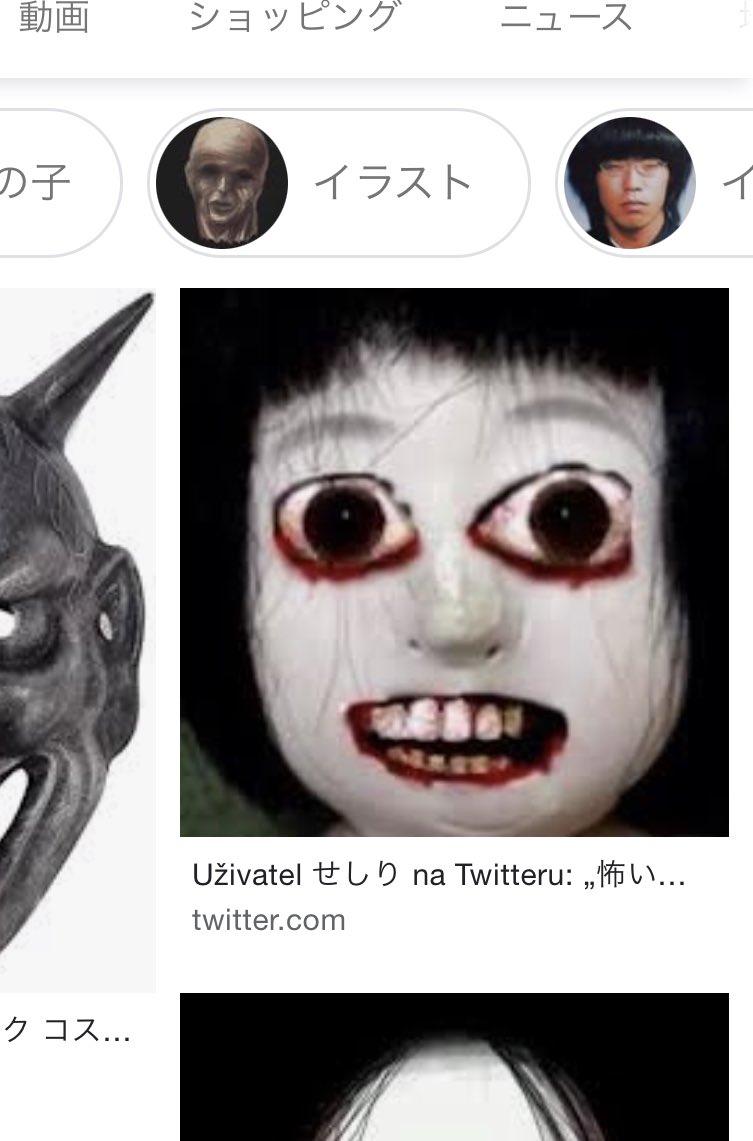 動画 ショッピング ニュース
の子 イラスト イ
Uživatel せしり na Twitteru: „怖い…
twitter.com
ク コス…